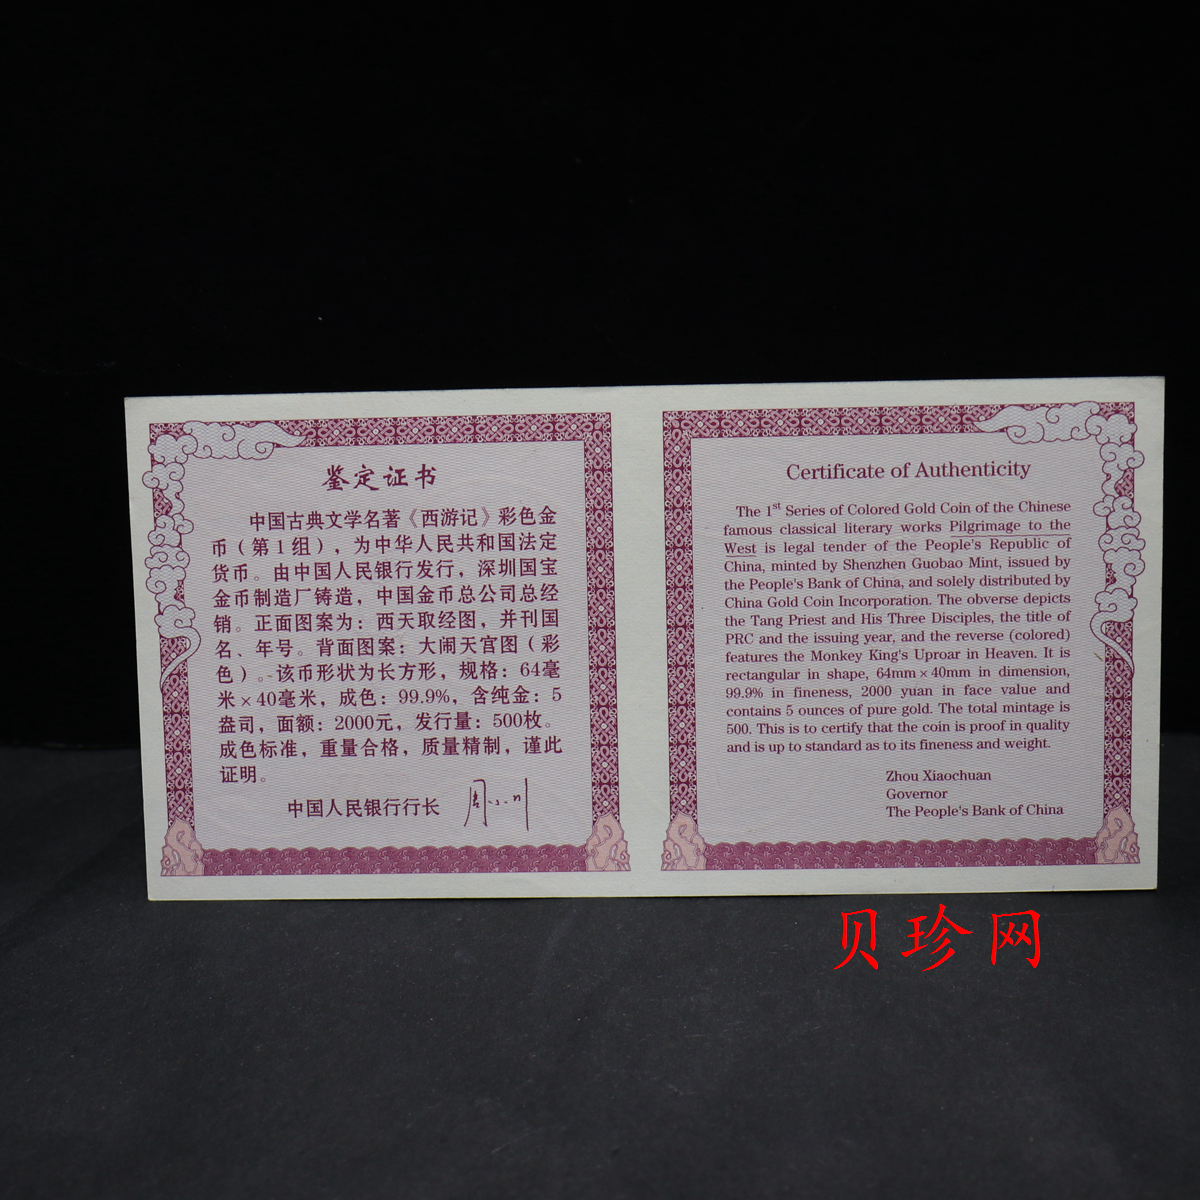 鉴定证书
中国古典文学名著《西游记》彩色金
币（第1组），为中华人民共和国法定
货币。由中国人民银行发行，深圳国宝
金币制造厂铸造，中国金币总公司总经
销。正面图案为：西天取经图，并刊国
名、年号。背面图案：大闹天宫图（彩
色）。该币形状为长方形，规格：64毫
米×40毫米，成色：99.9%，含纯金：5
盎司，面额：2000元，发行量：500枚。
成色标准，重量合格，质量精制，谨此
证明。
中国人民银行行长 周小川
Certificate of Authenticity
The 1st Series of Colored Gold Coin of the Chinese
famous classical literary works Pilgrimage to the
West is legal tender of the People's Republic of
China, minted by Shenzhen Guobao Mint, issued by
the People's Bank of China, and solely distributed by
China Gold Coin Incorporation. The obverse depicts
the Tang Priest and His Three Disciples, the title of
PRC and the issuing year, and the reverse (colored)
features the Monkey King's Uproar in Heaven. It is
rectangular in shape, 64mm×40mm in dimension,
99.9% in fineness, 2000 yuan in face value and
contains 5 ounces of pure gold. The total mintage is
500. This is to certify that the coin is proof in quality
and is up to standard as to its fineness and weight.
Zhou Xiaochuan
Governor
The People's Bank of China
贝珍网